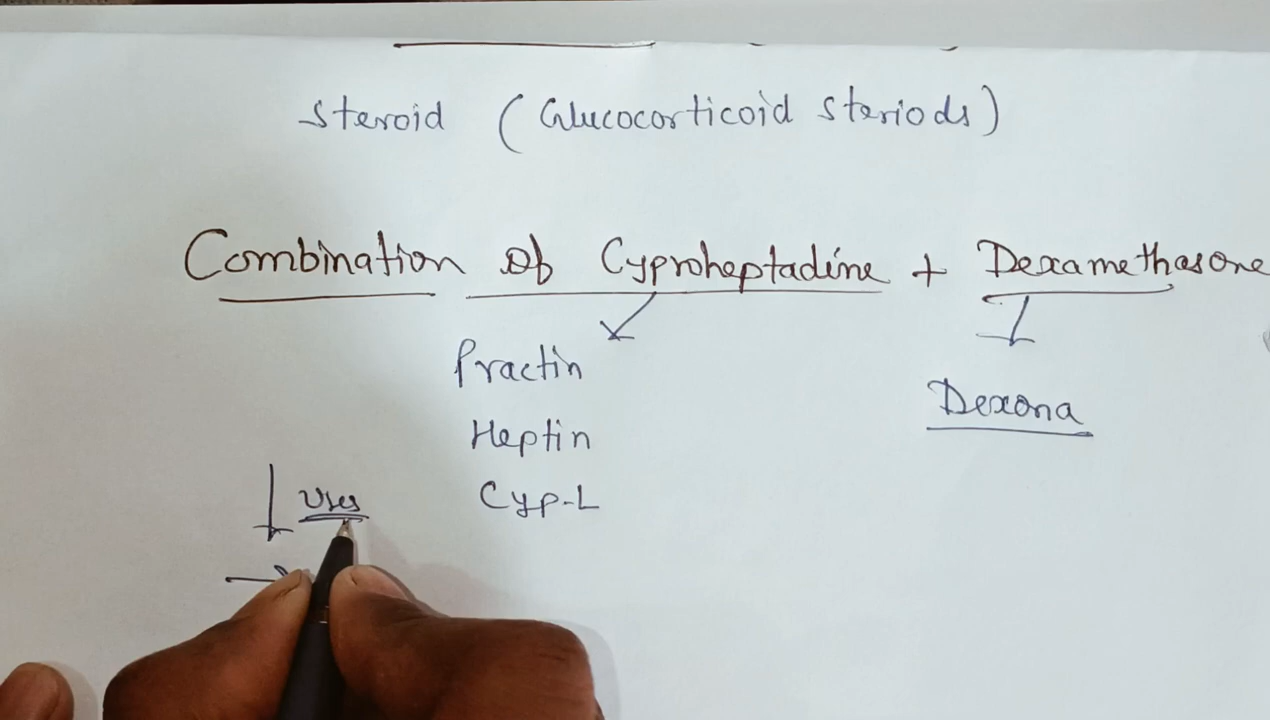 Steroid (Glucocorticoid Steriods)
Combination Of Cyproheptadine + Dexamethasone
Practin
Dexona
Heptin
Uses
Cyp-L